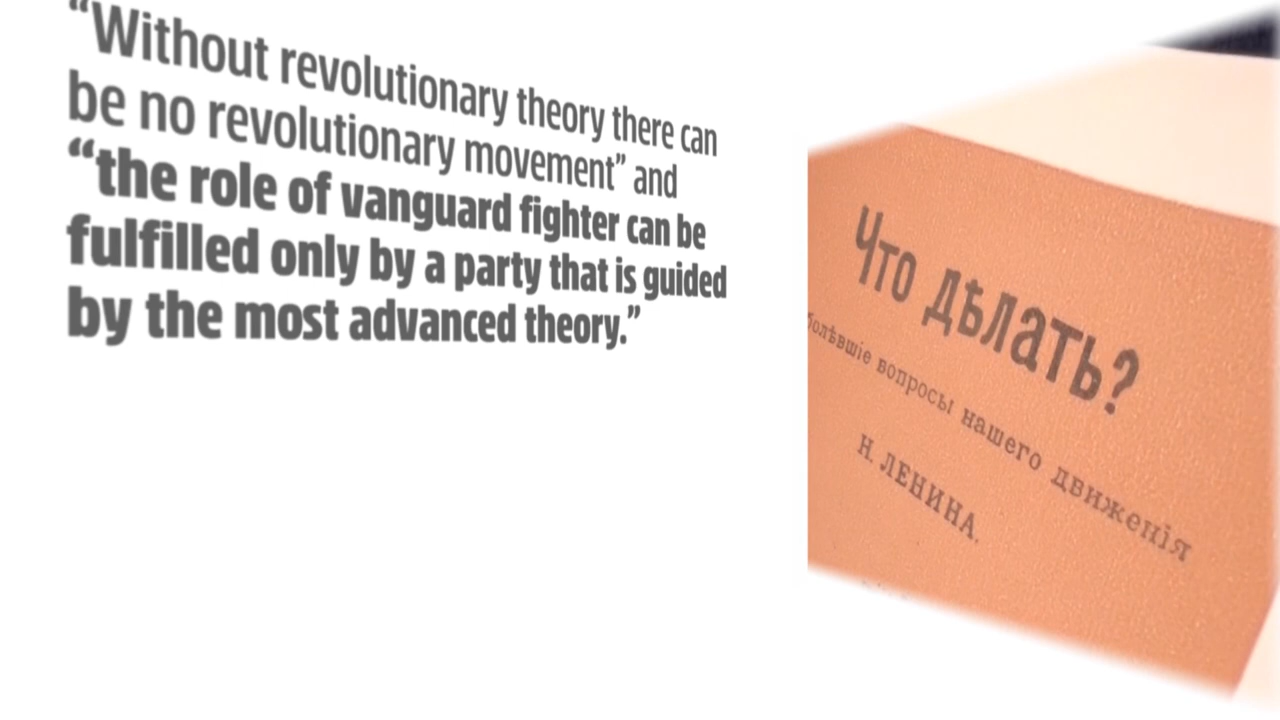 “Without revolutionary theory there can
be no revolutionary movement” and
“the role of vanguard fighter can be
fulfilled only by a party that is guided
by the most advanced theory.”
Что дѣлать?
вопросы нашего движенія
Н. ЛЕНИНА.